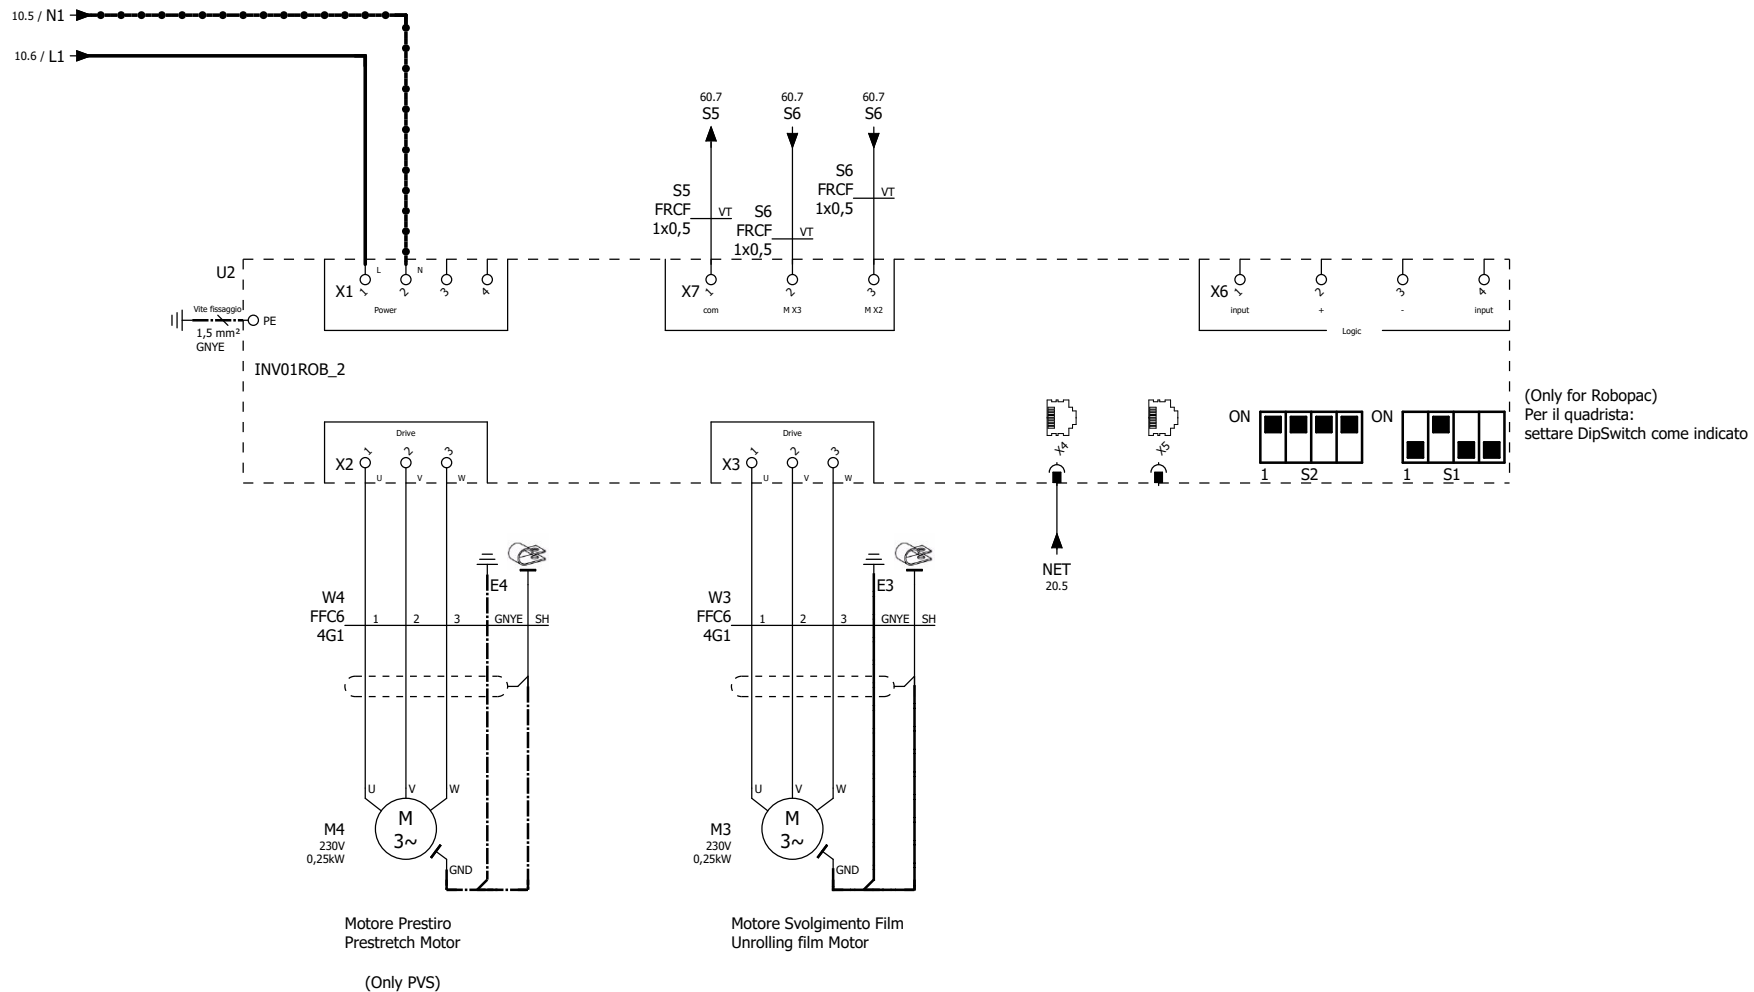 10.5 / N1
10.6 / L1
60.7 60.7 60.7
S5 S6 S6
S6
FRCF VT
1x0,5
S5
FRCF VT
1x0,5
S6
FRCF VT
1x0,5
U2
L N
X1 1 2 3 4
Power
X7 1 2 3
com M X3 M X2
X6 1 2 3 4
input + - input
Logic
Vite fissaggio
PE
1,5 mm²
GNYE
INV01ROB_2
(Only for Robopac)
Per il quadrista:
settare DipSwitch come indicato
ON ON
1 S2 1 S1
Drive
X2 1 2 3
U V W
Drive
X3 1 2 3
U V W
X4 X5
NET
20.5
E4
W4
FFC6 1 2 3 GNYE SH
4G1
E3
W3
FFC6 1 2 3 GNYE SH
4G1
U V W
M
3~
M4
230V
0,25kW
GND
U V W
M
3~
M3
230V
0,25kW
GND
Motore Prestiro
Prestretch Motor
(Only PVS)
Motore Svolgimento Film
Unrolling film Motor